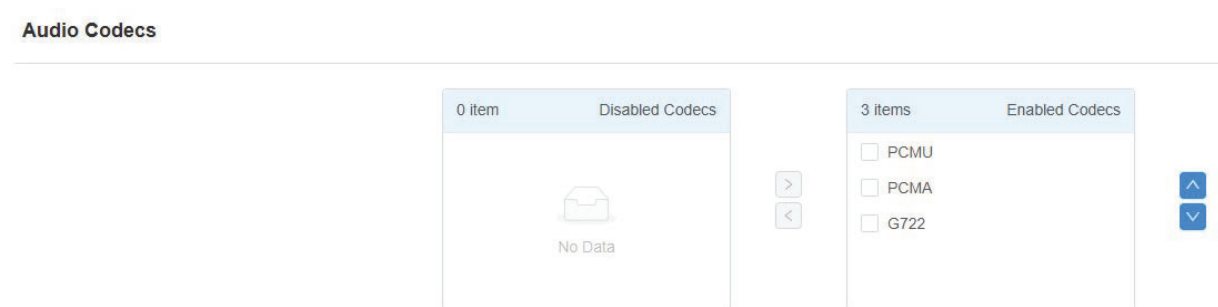 Audio Codecs
0 item Disabled Codecs
3 items Enabled Codecs
PCMU
PCMA
G722
No Data